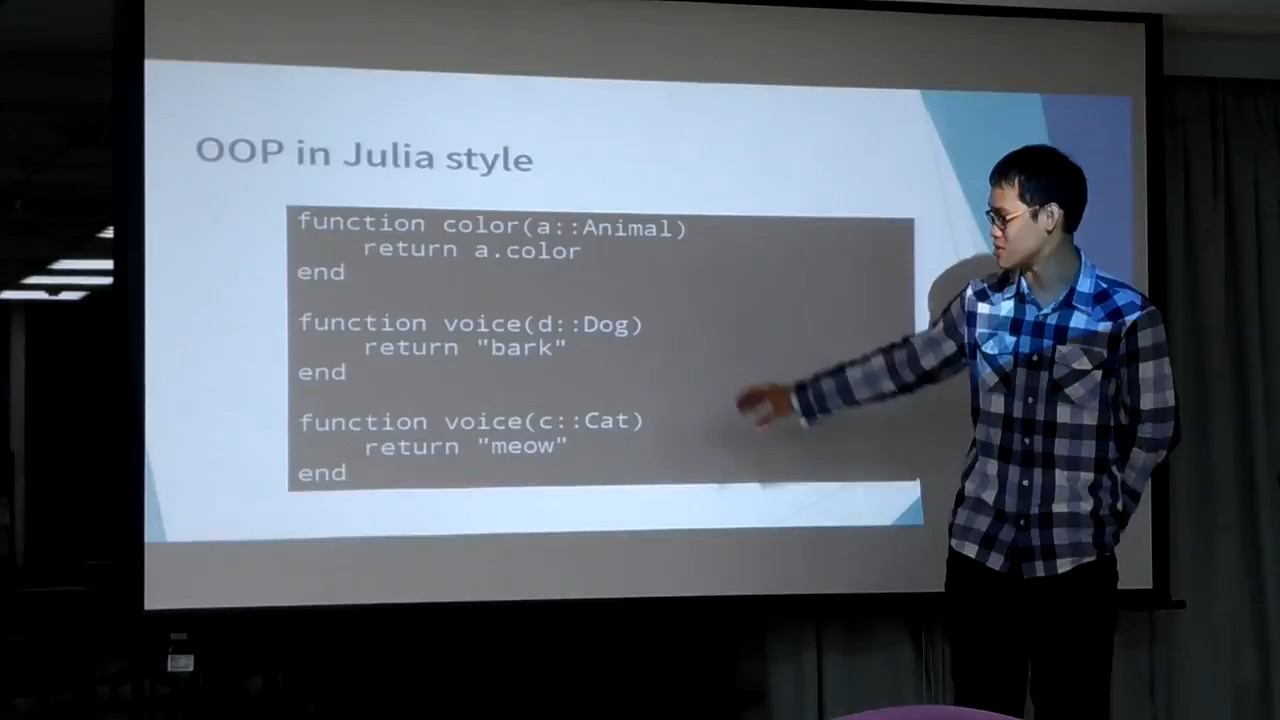 OOP in Julia style
function color(a::Animal)
    return a.color
end
function voice(d::Dog)
    return "bark"
end
function voice(c::Cat)
    return "meow"
end